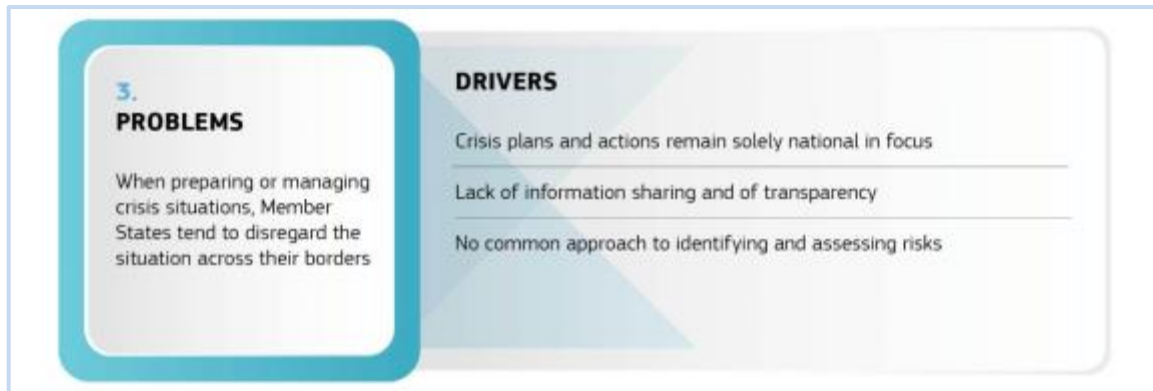 3.
PROBLEMS
When preparing or managing
crisis situations, Member
States tend to disregard the
situation across their borders
DRIVERS
Crisis plans and actions remain solely national in focus
Lack of information sharing and of transparency
No common approach to identifying and assessing risks